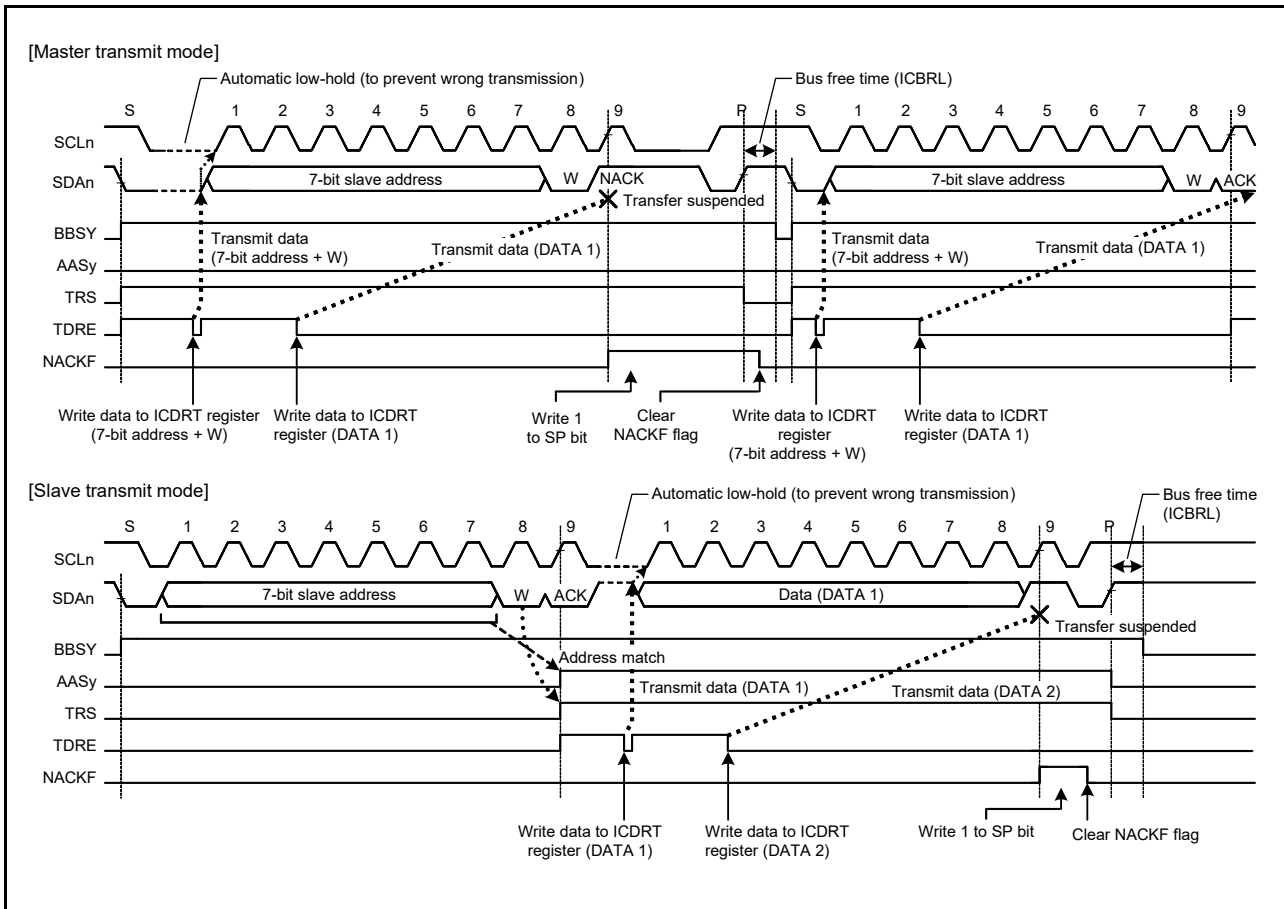 [Master transmit mode]
Automatic low-hold (to prevent wrong transmission)
Bus free time (ICBRL)
S 1 2 3 4 5 6 7 8 9 P S 1 2 3 4 5 6 7 8 9
SCLn
SDAn
7-bit slave address W NACK 7-bit slave address W ACK
Transfer suspended
BBSY
Transmit data
(7-bit address + W)
Transmit data (DATA 1)
Transmit data
(7-bit address + W)
Transmit data (DATA 1)
AASy
TRS
TDRE
NACKF
Write data to ICDRT register
(7-bit address + W)
Write data to ICDRT
register (DATA 1)
Write 1
to SP bit
Clear
NACKF flag
Write data to ICDRT
register
(7-bit address + W)
Write data to ICDRT
register (DATA 1)
[Slave transmit mode]
Automatic low-hold (to prevent wrong transmission)
Bus free time
(ICBRL)
S 1 2 3 4 5 6 7 8 9 1 2 3 4 5 6 7 8 9 P
SCLn
SDAn
7-bit slave address W ACK Data (DATA 1)
Transfer suspended
BBSY
Address match
AASy
Transmit data (DATA 1)
Transmit data (DATA 2)
TRS
TDRE
NACKF
Write data to ICDRT
register (DATA 1)
Write data to ICDRT
register (DATA 2)
Write 1 to SP bit
Clear NACKF flag